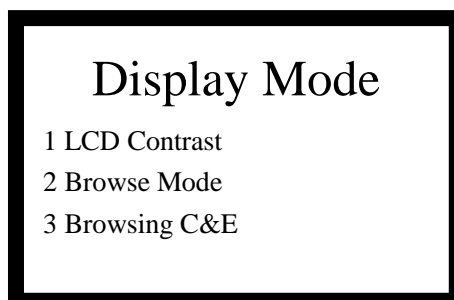 Display Mode
1 LCD Contrast
2 Browse Mode
3 Browsing C&E